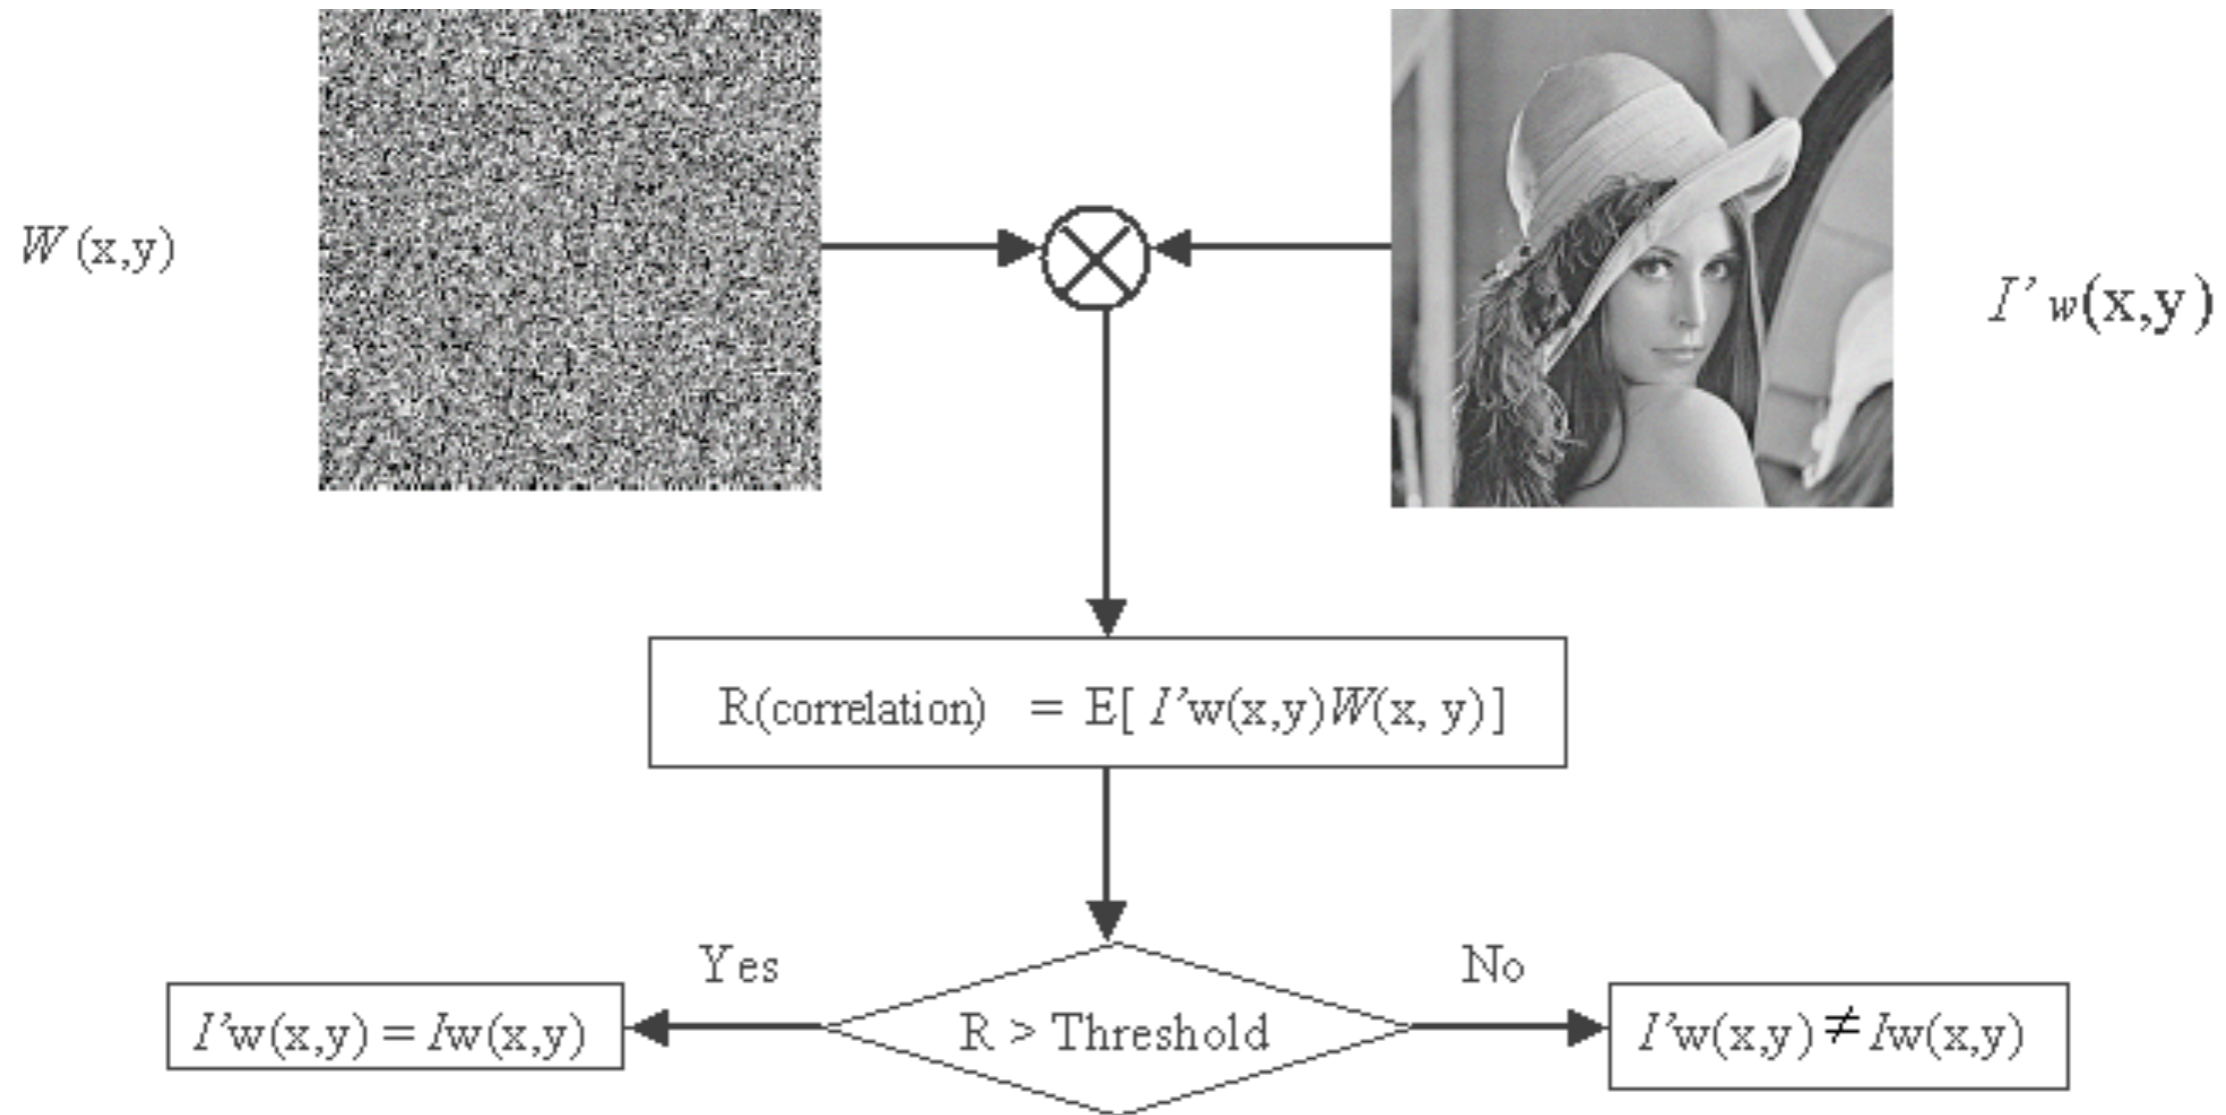 W (x,y)
I' w(x,y)
R(correlation) = E[ I'w(x,y)W(x, y)]
Yes
No
I'w(x,y) = Iw(x,y)
R > Threshold
I'w(x,y) ≠ Iw(x,y)